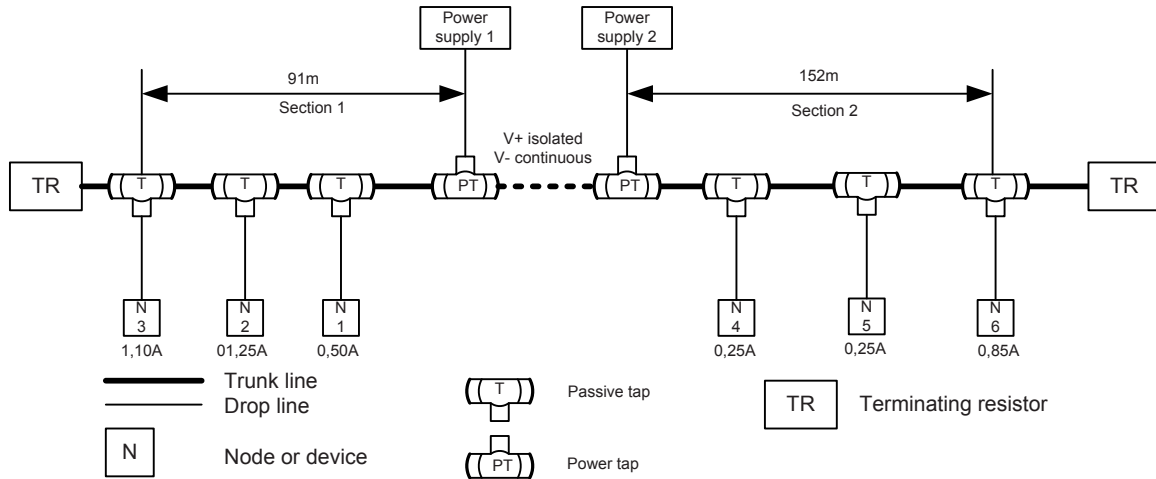 Power
supply 1
Power
supply 2
91m
Section 1
152m
Section 2
V+ isolated
V- continuous
TR
T
T
T
PT
PT
T
T
T
TR
N
3
N
2
N
1
N
4
N
5
N
6
1,10A
01,25A
0,50A
0,25A
0,25A
0,85A
Trunk line
Drop line
N
Node or device
T
Passive tap
PT
Power tap
TR
Terminating resistor